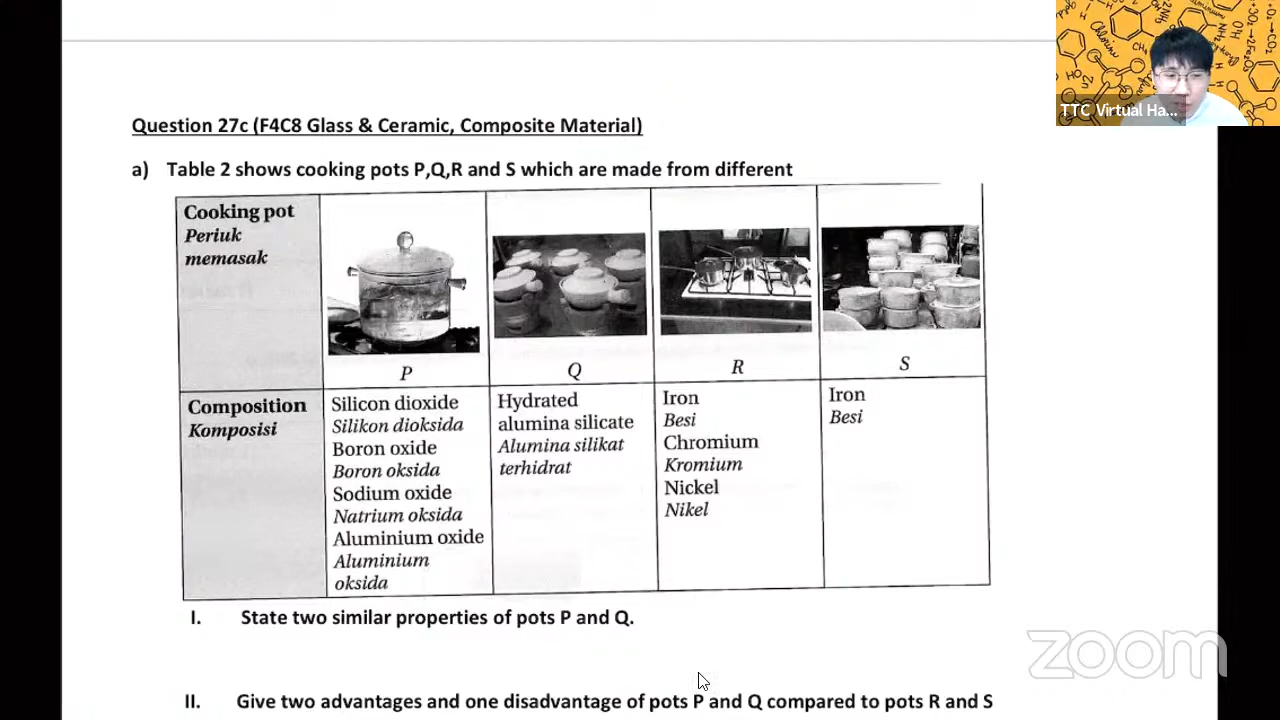 TTC Virtual Ha...
Question 27c (F4C8 Glass & Ceramic, Composite Material)
a) Table 2 shows cooking pots P,Q,R and S which are made from different
Cooking pot
Periuk
memasak
P
Q
R
S
Composition
Komposisi
Silicon dioxide
Silikon dioksida
Boron oxide
Boron oksida
Sodium oxide
Natrium oksida
Aluminium oxide
Aluminium
oksida
Hydrated
alumina silicate
Alumina silikat
terhidrat
Iron
Besi
Chromium
Kromium
Nickel
Nikel
Iron
Besi
I. State two similar properties of pots P and Q.
zoom
II. Give two advantages and one disadvantage of pots P and Q compared to pots R and S